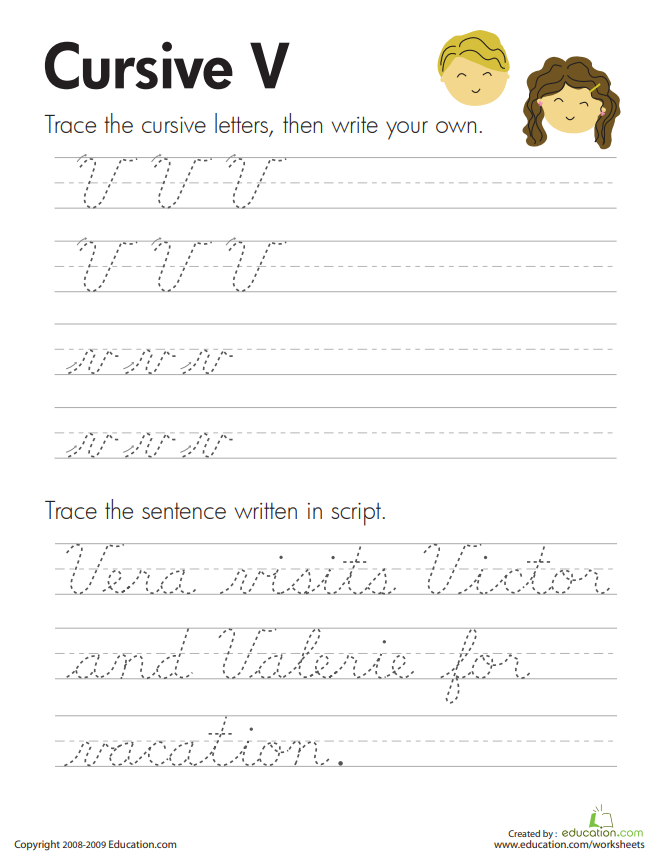 Cursive V
Trace the cursive letters, then write your own.
V V V
V V V
v v v
v v v
Trace the sentence written in script.
Vera visits Victor
and Valerie for
vacation.
Created by : education.com
Copyright 2008-2009 Education.com
www.education.com/worksheets